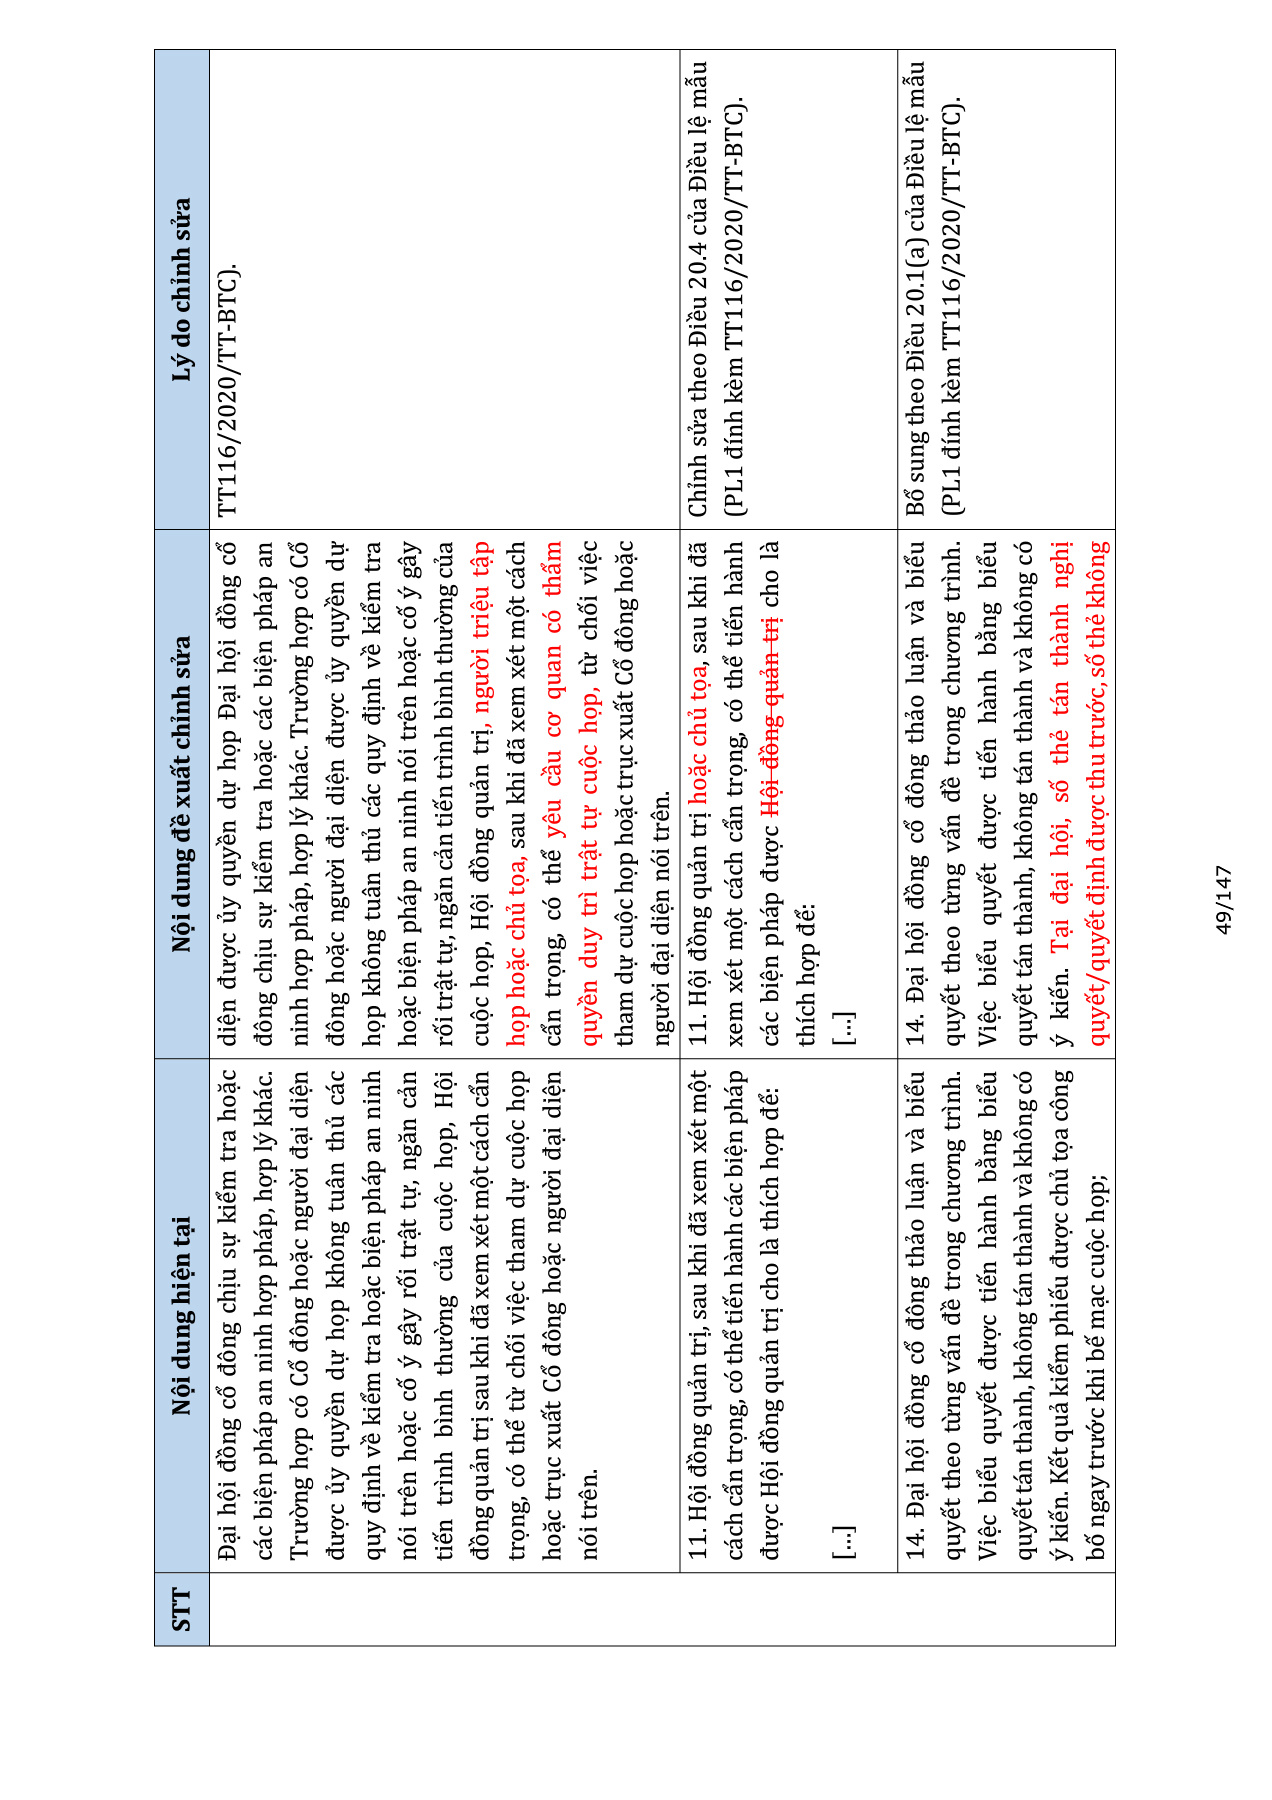 STT
Nội dung hiện tại
Nội dung đề xuất chỉnh sửa
Lý do chỉnh sửa
Đại hội đồng cổ đông chịu sự kiểm tra hoặc
các biện pháp an ninh hợp pháp, hợp lý khác.
Trường hợp có Cổ đông hoặc người đại diện
được ủy quyền dự họp không tuân thủ các
quy định về kiểm tra hoặc biện pháp an ninh
nói trên hoặc cố ý gây rối trật tự, ngăn cản
tiến trình bình thường của cuộc họp, Hội
đồng quản trị sau khi đã xem xét một cách cẩn
trọng, có thể từ chối việc tham dự cuộc họp
hoặc trục xuất Cổ đông hoặc người đại diện
nói trên.
diện được ủy quyền dự họp Đại hội đồng cổ
đông chịu sự kiểm tra hoặc các biện pháp an
ninh hợp pháp, hợp lý khác. Trường hợp có Cổ
đông hoặc người đại diện được ủy quyền dự
họp không tuân thủ các quy định về kiểm tra
hoặc biện pháp an ninh nói trên hoặc cố ý gây
rối trật tự, ngăn cản tiến trình bình thường của
cuộc họp, Hội đồng quản trị, người triệu tập
họp hoặc chủ tọa, sau khi đã xem xét một cách
cẩn trọng, có thể yêu cầu cơ quan có thẩm
quyền duy trì trật tự cuộc họp, từ chối việc
tham dự cuộc họp hoặc trục xuất Cổ đông hoặc
người đại diện nói trên.
TT116/2020/TT-BTC).
11. Hội đồng quản trị, sau khi đã xem xét một
cách cẩn trọng, có thể tiến hành các biện pháp
được Hội đồng quản trị cho là thích hợp để:
[...]
11. Hội đồng quản trị hoặc chủ tọa, sau khi đã
xem xét một cách cẩn trọng, có thể tiến hành
các biện pháp được Hội đồng quản trị cho là
thích hợp để:
[...]
Chỉnh sửa theo Điều 20.4 của Điều lệ mẫu
(PL1 đính kèm TT116/2020/TT-BTC).
14. Đại hội đồng cổ đông thảo luận và biểu
quyết theo từng vấn đề trong chương trình.
Việc biểu quyết được tiến hành bằng biểu
quyết tán thành, không tán thành và không có
ý kiến. Kết quả kiểm phiếu được chủ tọa công
bố ngay trước khi bế mạc cuộc họp;
14. Đại hội đồng cổ đông thảo luận và biểu
quyết theo từng vấn đề trong chương trình.
Việc biểu quyết được tiến hành bằng biểu
quyết tán thành, không tán thành và không có
ý kiến. Tại đại hội, số thẻ tán thành nghị
quyết/quyết định được thu trước, số thẻ không
Bổ sung theo Điều 20.1(a) của Điều lệ mẫu
(PL1 đính kèm TT116/2020/TT-BTC).
49/147